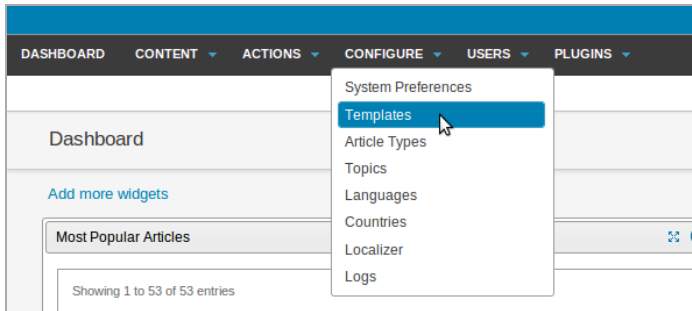 DASHBOARD CONTENT ACTIONS CONFIGURE USERS PLUGINS
System Preferences
Templates
Article Types
Topics
Languages
Countries
Localizer
Logs
Dashboard
Add more widgets
Most Popular Articles
Showing 1 to 53 of 53 entries